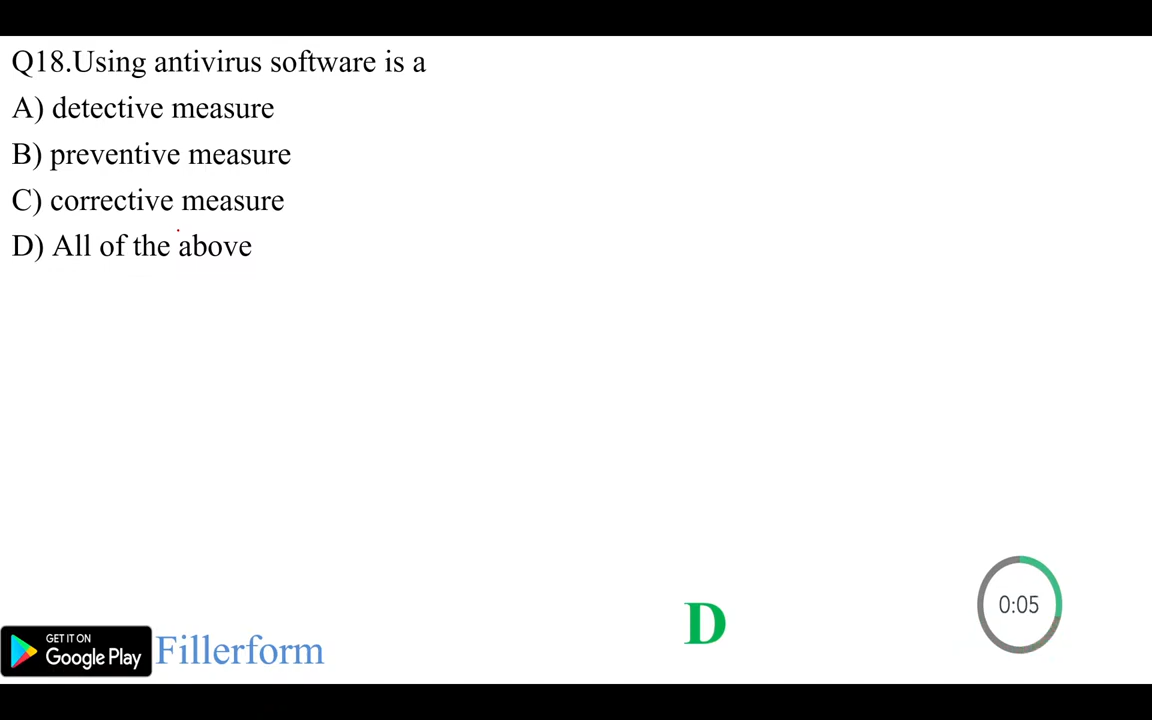 Q18.Using antivirus software is a
A) detective measure
B) preventive measure
C) corrective measure
D) All of the above
D
0:05
GET IT ON
Google Play
Fillerform